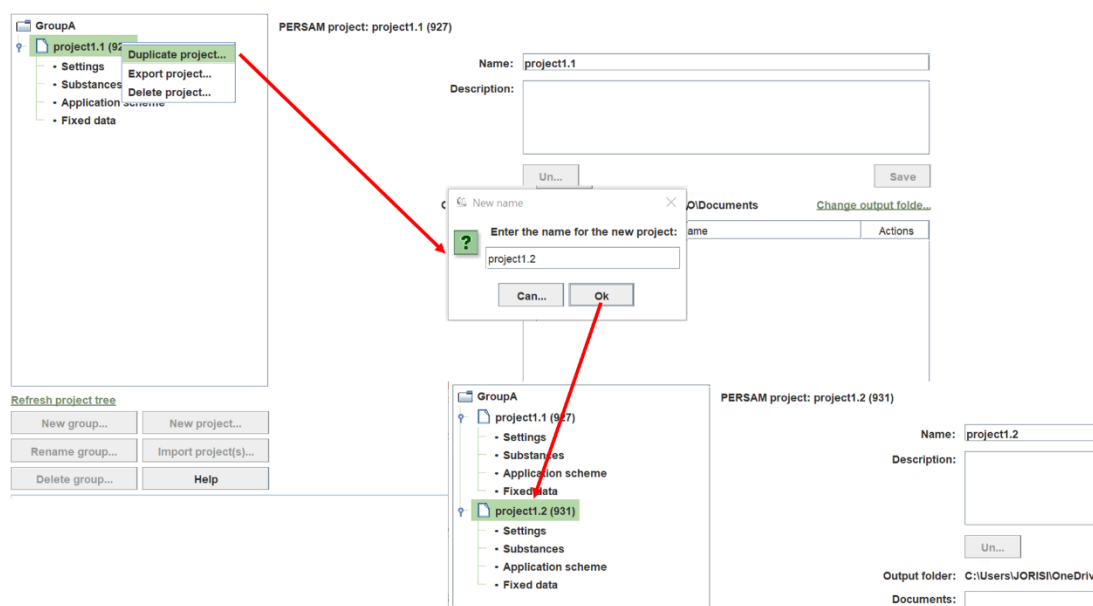 GroupA
PERSAM project: project1.1 (927)
project1.1 (92
Duplicate project...
Export project...
Delete project...
Settings
Substances
Application scheme
Fixed data
Name: project1.1
Description:
Un... Save
O\Documents Change output folde...
ame Actions
New name
Enter the name for the new project:
?
project1.2
Can... Ok
Refresh project tree
New group... New project...
Rename group... Import project(s)...
Delete group... Help
GroupA
PERSAM project: project1.2 (931)
project1.1 (927)
Settings
Substances
Application scheme
Fixed data
project1.2 (931)
Settings
Substances
Application scheme
Fixed data
Name: project1.2
Description:
Un...
Output folder: C:\Users\JORISI\OneDriv
Documents: